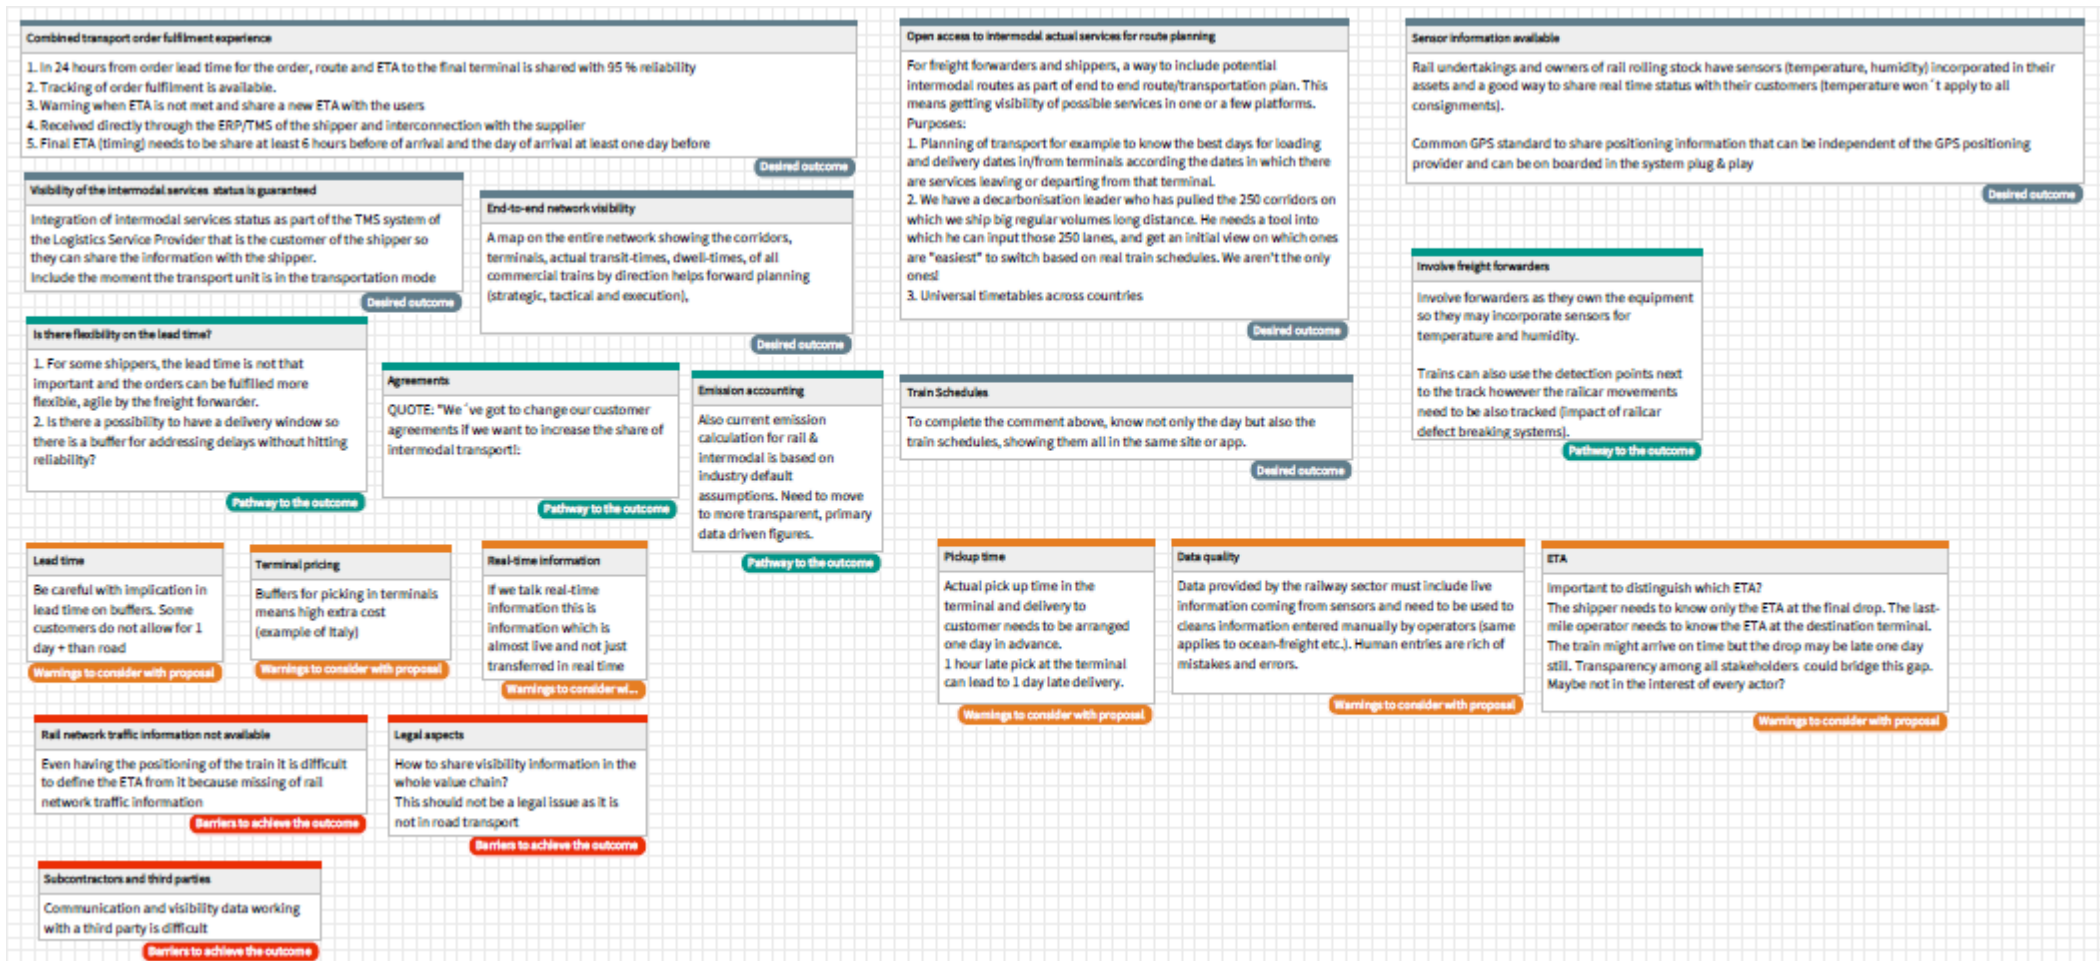 Combined transport order fulfilment experience
1. In 24 hours from order lead time for the order, route and ETA to the final terminal is shared with 95 % reliability
2. Tracking of order fulfilment is available.
3. Warning when ETA is not met and share a new ETA with the users
4. Received directly through the ERP/TMS of the shipper and interconnection with the supplier
5. Final ETA (timing) needs to be share at least 6 hours before of arrival and the day of arrival at least one day before
Desired outcome
Visibility of the intermodal services status is guaranteed
Integration of intermodal services status as part of the TMS system of
the Logistics Service Provider that is the customer of the shipper so
they can share the information with the shipper.
Include the moment the transport unit is in the transportation mode
Desired outcome
End-to-end network visibility
A map on the entire network showing the corridors,
terminals, actual transit-times, dwell-times, of all
commercial trains by direction helps forward planning
(strategic, tactical and execution),
Desired outcome
Is there flexibility on the lead time?
1. For some shippers, the lead time is not that
important and the orders can be fulfilled more
flexible, agile by the freight forwarder.
2. Is there a possibility to have a delivery window so
there is a buffer for addressing delays without hitting
reliability?
Pathway to the outcome
Agreements
QUOTE: "We´ve got to change our customer
agreements if we want to increase the share of
intermodal transport!:
Pathway to the outcome
Emission accounting
Also current emission
calculation for rail &
intermodal is based on
industry default
assumptions. Need to move
to more transparent, primary
data driven figures.
Pathway to the outcome
Lead time
Be careful with implication in
lead time on buffers. Some
customers do not allow for 1
day + than road
Warnings to consider with proposal
Terminal pricing
Buffers for picking in terminals
means high extra cost
(example of Italy)
Warnings to consider with proposal
Real-time information
If we talk real-time
information this is
information which is
almost live and not just
transferred in real time
Warnings to consider wi...
Rail network traffic information not available
Even having the positioning of the train it is difficult
to define the ETA from it because missing of rail
network traffic information
Barriers to achieve the outcome
Legal aspects
How to share visibility information in the
whole value chain?
This should not be a legal issue as it is
not in road transport
Barriers to achieve the outcome
Subcontractors and third parties
Communication and visibility data working
with a third party is difficult
Barriers to achieve the outcome
Open access to intermodal actual services for route planning
For freight forwarders and shippers, a way to include potential
intermodal routes as part of end to end route/transportation plan. This
means getting visibility of possible services in one or a few platforms.
Purposes:
1. Planning of transport for example to know the best days for loading
and delivery dates in/from terminals according the dates in which there
are services leaving or departing from that terminal.
2. We have a decarbonisation leader who has pulled the 250 corridors on
which we ship big regular volumes long distance. He needs a tool into
which he can input those 250 lanes, and get an initial view on which ones
are "easiest" to switch based on real train schedules. We aren't the only
ones!
3. Universal timetables across countries
Desired outcome
Train Schedules
To complete the comment above, know not only the day but also the
train schedules, showing them all in the same site or app.
Desired outcome
Pickup time
Actual pick up time in the
terminal and delivery to
customer needs to be arranged
one day in advance.
1 hour late pick at the terminal
can lead to 1 day late delivery.
Warnings to consider with proposal
Data quality
Data provided by the railway sector must include live
information coming from sensors and need to be used to
cleans information entered manually by operators (same
applies to ocean-freight etc.). Human entries are rich of
mistakes and errors.
Warnings to consider with proposal
Sensor information available
Rail undertakings and owners of rail rolling stock have sensors (temperature, humidity) incorporated in their
assets and a good way to share real time status with their customers (temperature won´t apply to all
consignments).
Common GPS standard to share positioning information that can be independent of the GPS positioning
provider and can be on boarded in the system plug & play
Desired outcome
Involve freight forwarders
Involve forwarders as they own the equipment
so they may incorporate sensors for
temperature and humidity.
Trains can also use the detection points next
to the track however the railcar movements
need to be also tracked (impact of railcar
defect breaking systems).
Pathway to the outcome
ETA
Important to distinguish which ETA?
The shipper needs to know only the ETA at the final drop. The last-
mile operator needs to know the ETA at the destination terminal.
The train might arrive on time but the drop may be late one day
still. Transparency among all stakeholders could bridge this gap.
Maybe not in the interest of every actor?
Warnings to consider with proposal